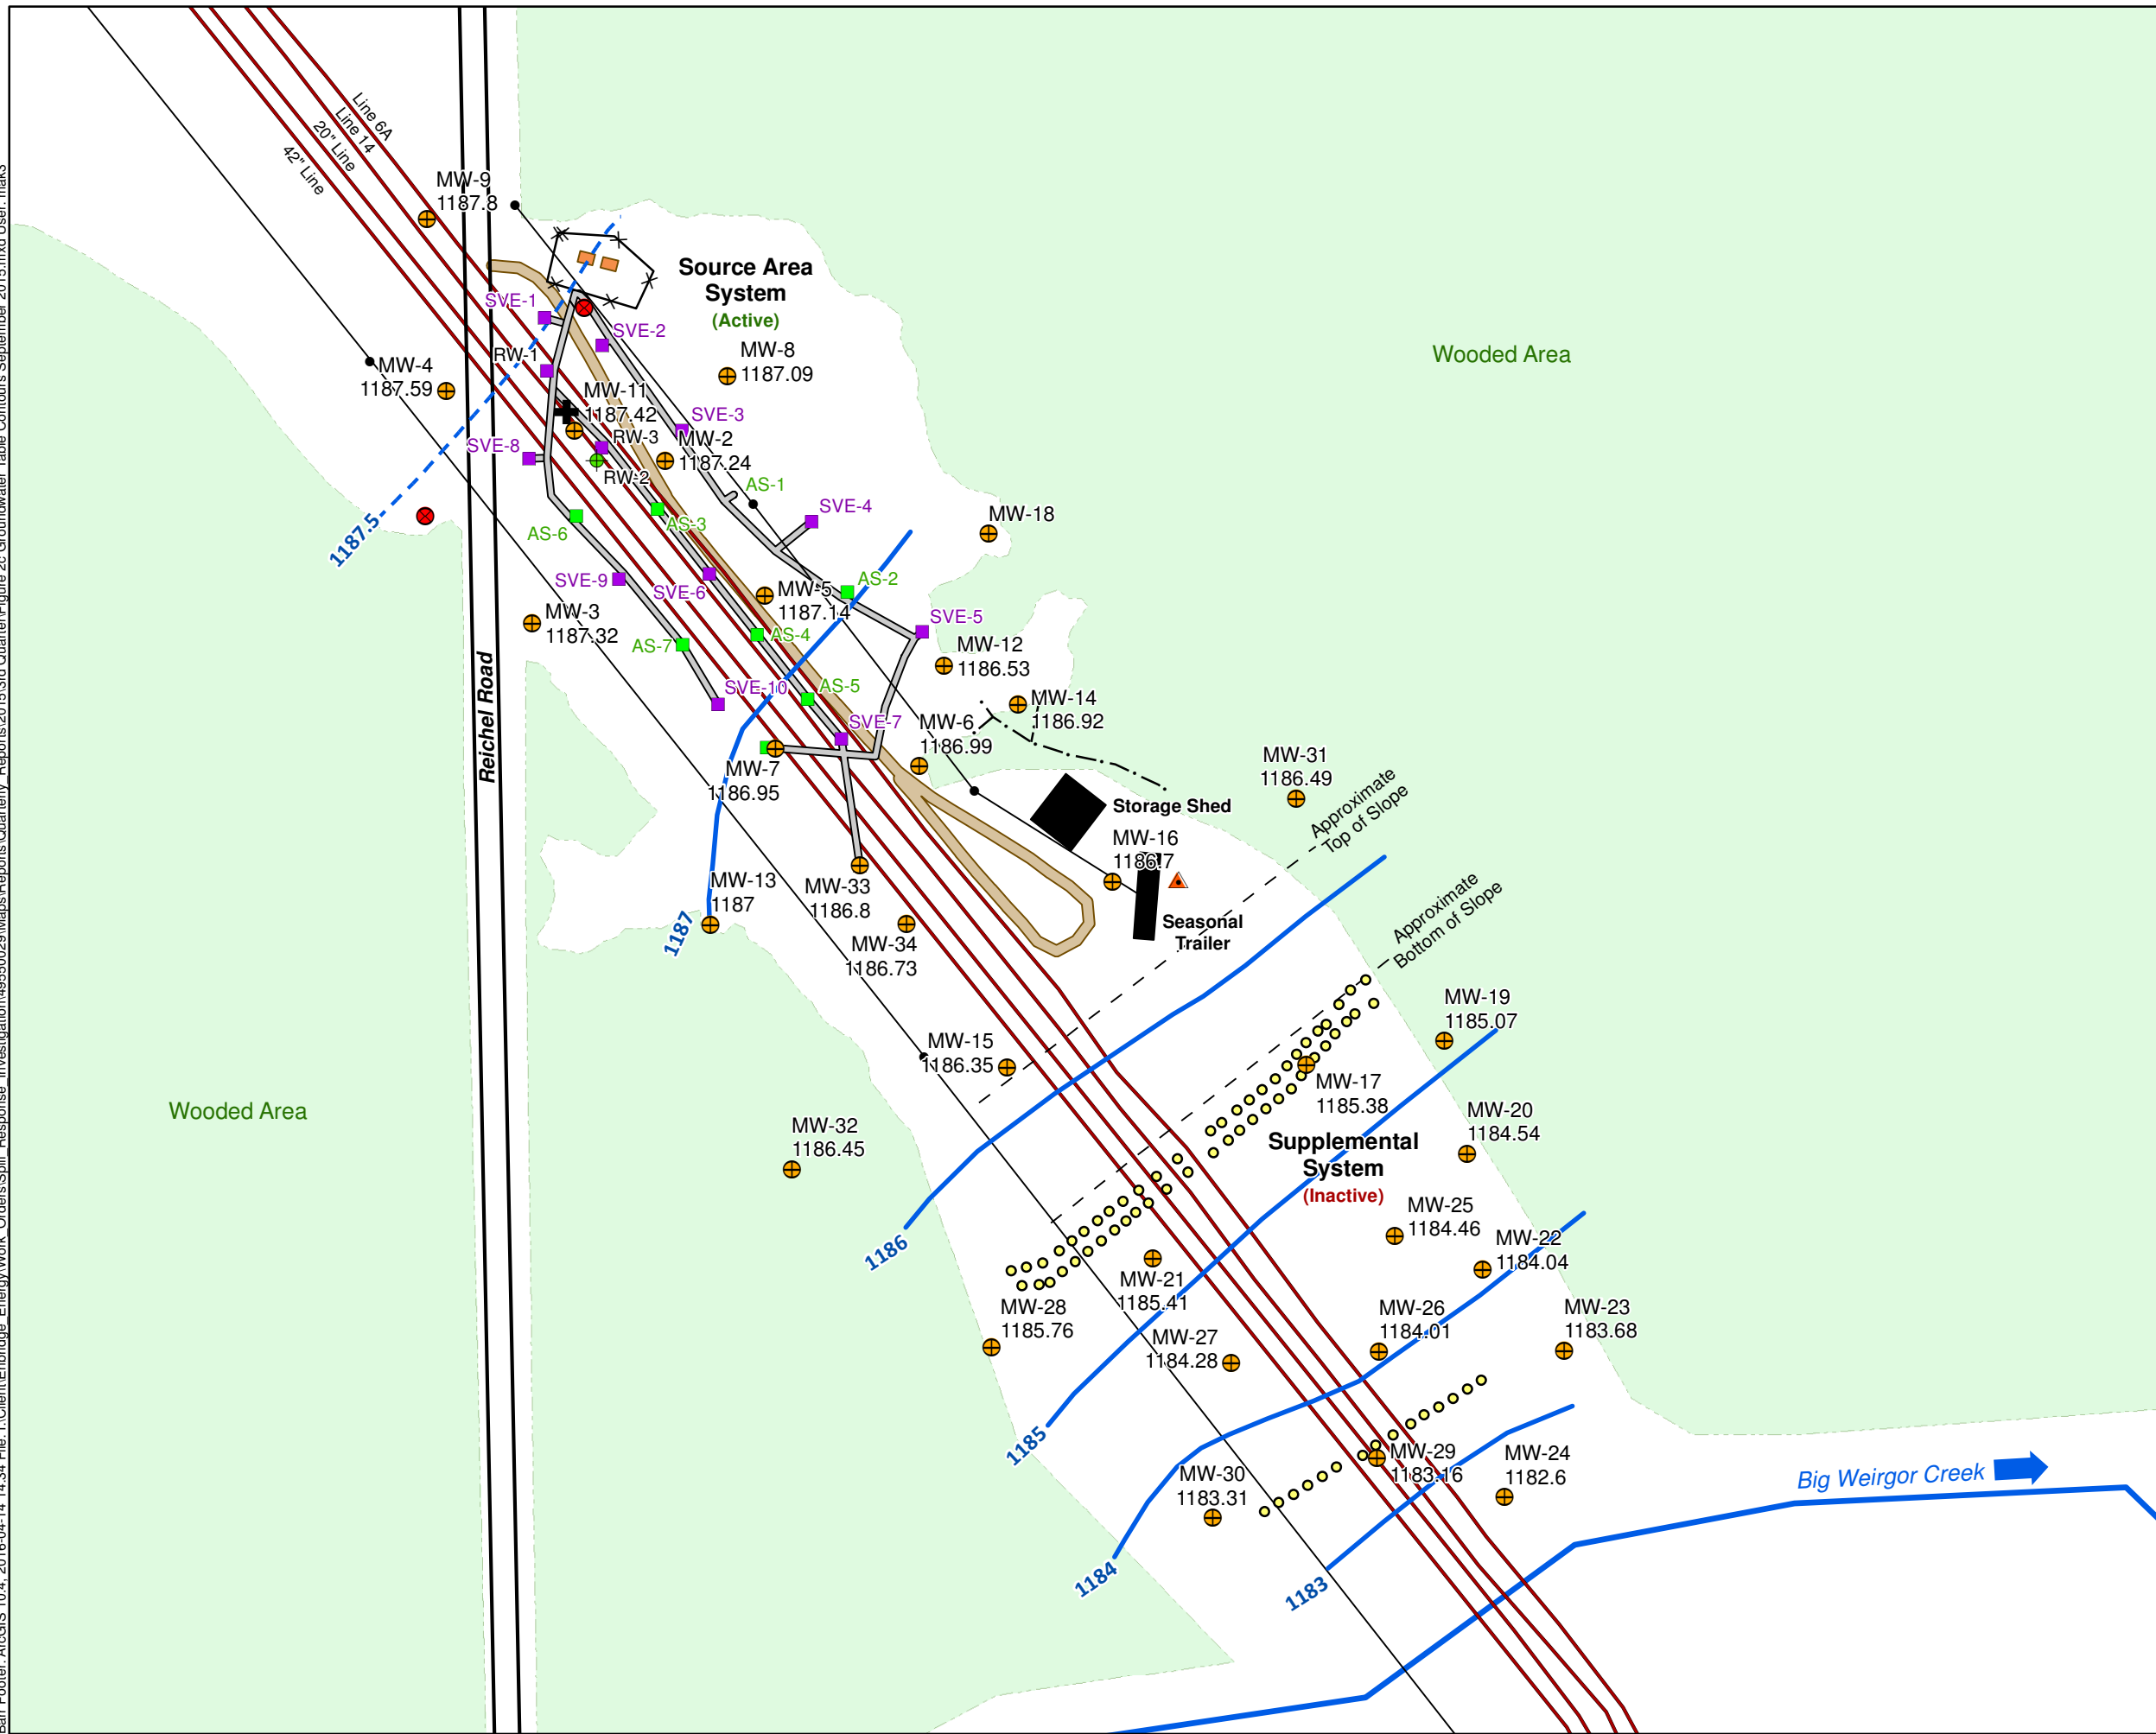 Line 6A
Line 14
20" Line
42" Line
MW-9
1187.8
Source Area
System
(Active)
SVE-1
SVE-2
RW-1
MW-8
1187.09
MW-4
1187.59
Wooded Area
MW-11
1187.42
SVE-3
RW-3
MW-2
1187.24
SVE-8
RW-2
AS-1
SVE-4
MW-18
AS-3
AS-6
1187.5
SVE-9
SVE-6
MW-5
1187.14
AS-2
MW-3
1187.32
SVE-5
AS-4
AS-7
MW-12
1186.53
SVE-10
AS-5
MW-14
1186.92
SVE-7
MW-6
1186.99
Reichel Road
MW-7
1186.95
MW-31
1186.49
Storage Shed
Approximate
Top of Slope
MW-16
1186.7
MW-13
1187
1187
MW-33
1186.8
Seasonal
Trailer
MW-34
1186.73
Approximate
Bottom of Slope
MW-19
1185.07
MW-15
1186.35
MW-17
1185.38
Wooded Area
MW-20
1184.54
MW-32
1186.45
Supplemental
System
(Inactive)
MW-25
1184.46
1186
MW-22
1184.04
MW-21
1185.41
MW-28
1185.76
MW-26
1184.01
MW-23
1183.68
MW-27
1184.28
1185
MW-29
1183.16
MW-24
1182.6
MW-30
1183.31
Big Weirgor Creek
1184
1183